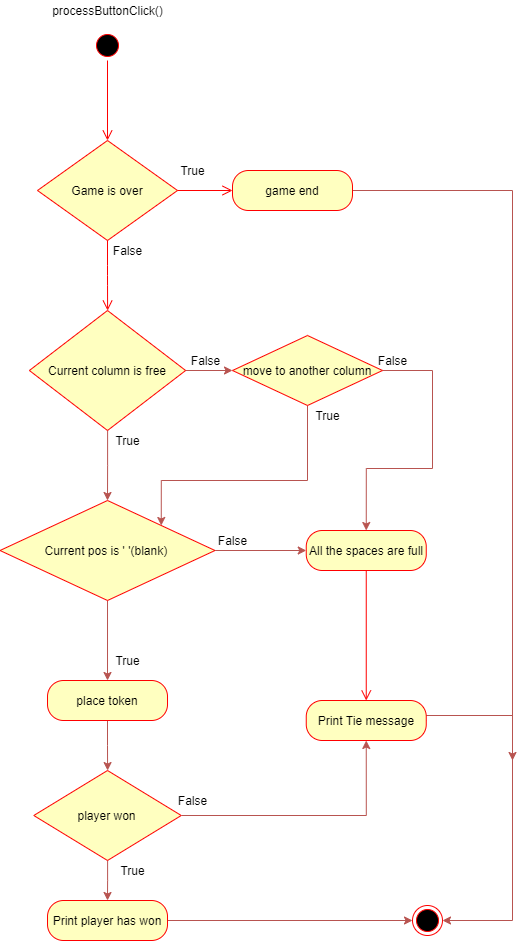 processButtonClick()
Game is over
True
game end
False
Current column is free
False
move to another column
False
True
True
Current pos is ' '(blank)
False
All the spaces are full
True
place token
Print Tie message
player won
False
True
Print player has won